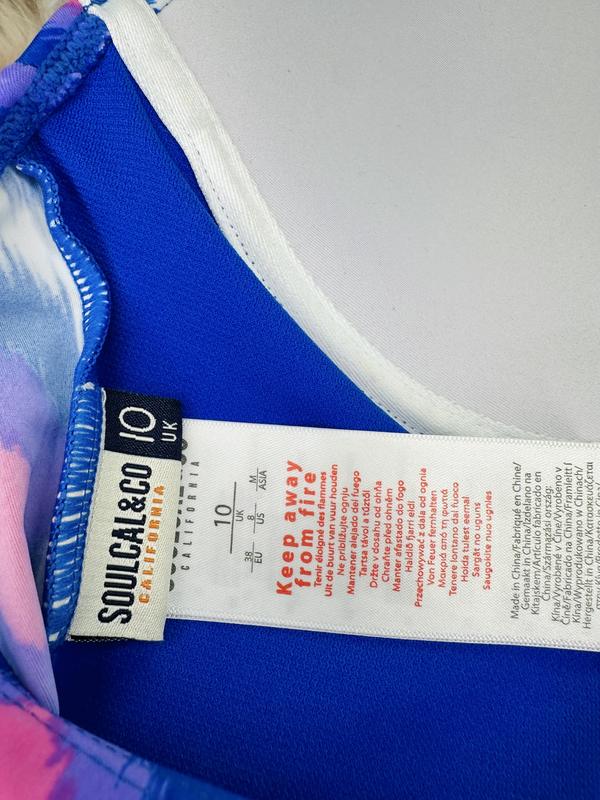 SOULCAL&CO
CALIFORNIA
10
UK
CALIFORNIA
10
UK
38 8 M
EU US ASIA
Keep away
from fire
Tenir éloigné des flammes
Uit de buurt van vuur houden
Ne približujte ognju
Mantener alejado del fuego
Tartsa távol a tűztől
Držte v dosahu od ohňa
Chraňte před ohněm
Manter afastado do fogo
Haldið fjarri eldi
Przechowywać z dala od ognia
Von Feuer fernhalten
Μακριά από τη φωτιά
Tenere lontano dal fuoco
Hoida tulest eemal
Sargāt no uguns
Saugokite nuo ugnies
Made in China/Fabriqué en Chine/
Gemaakt in China/Izdelano na
Kitajskem/Artículo fabricado en
China/Származási ország:
Kína/Vyrobené v Číne/Vyrobeno v
Číně/Fabricado na China/Framleitt í
Kína/Wyprodukowano w Chinach/
Hergestellt in China/